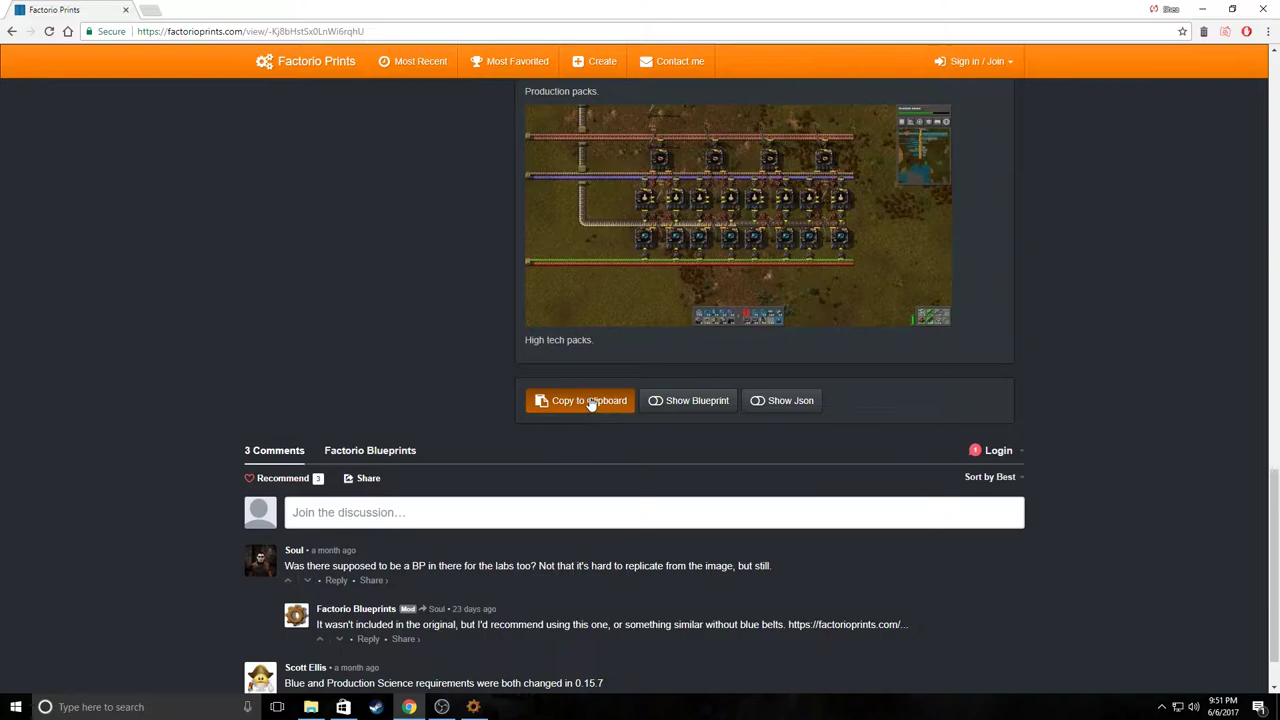 Factorio Prints
Shea
Secure
https://factorioprints.com/view/-Kj8bHstSx0LnWi6rqhU
Factorio Prints
Most Recent
Most Favorited
Create
Contact me
Sign in / Join
Production packs.
High tech packs.
Copy to Clipboard
Show Blueprint
Show Json
3 Comments
Factorio Blueprints
1
Login
Recommend 3
Share
Sort by Best
Join the discussion…
Soul • a month ago
Was there supposed to be a BP in there for the labs too? Not that it's hard to replicate from the image, but still.
• Reply • Share ›
Factorio Blueprints Mod Soul • 23 days ago
It wasn't included in the original, but I'd recommend using this one, or something similar without blue belts. https://factorioprints.com/...
• Reply • Share ›
Scott Ellis • a month ago
Blue and Production Science requirements were both changed in 0.15.7
Type here to search
9:51 PM
6/6/2017
1